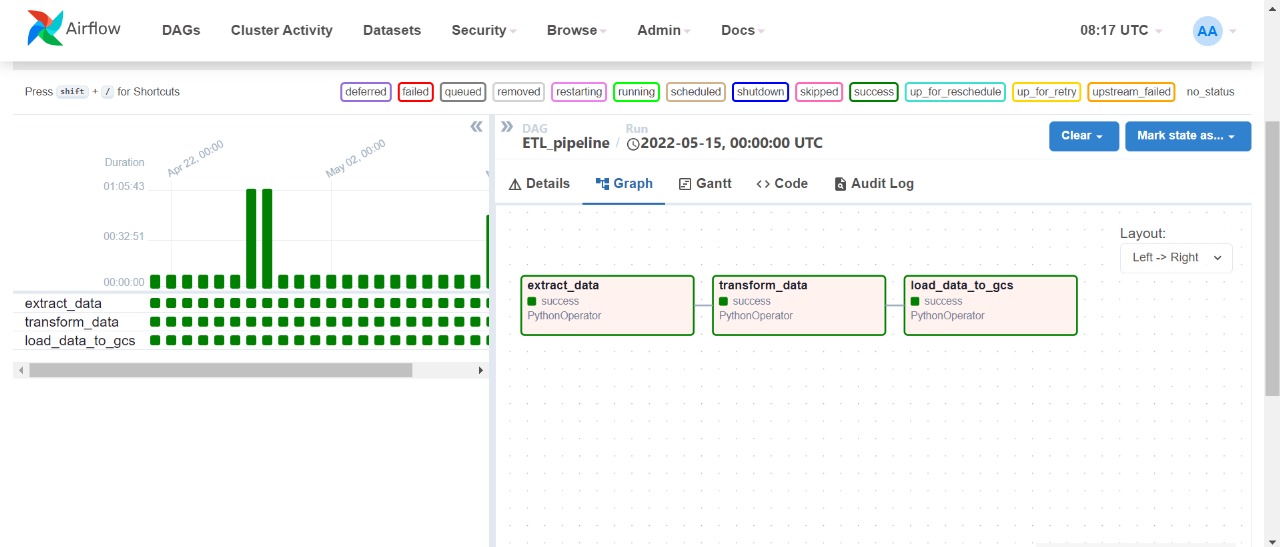 Airflow
DAGs Cluster Activity Datasets Security Browse Admin Docs 08:17 UTC AA
Press shift + / for Shortcuts
deferred failed queued removed restarting running scheduled shutdown skipped success up_for_reschedule up_for_retry upstream_failed no_status
Duration
Apr 22, 00:00
May 02, 00:00
01:05:43
00:32:51
00:00:00
extract_data
transform_data
load_data_to_gcs
DAG
ETL_pipeline
/
Run
2022-05-15, 00:00:00 UTC
Clear
Mark state as...
Details Graph Gantt Code Audit Log
Layout:
Left -> Right
extract_data
success
PythonOperator
transform_data
success
PythonOperator
load_data_to_gcs
success
PythonOperator